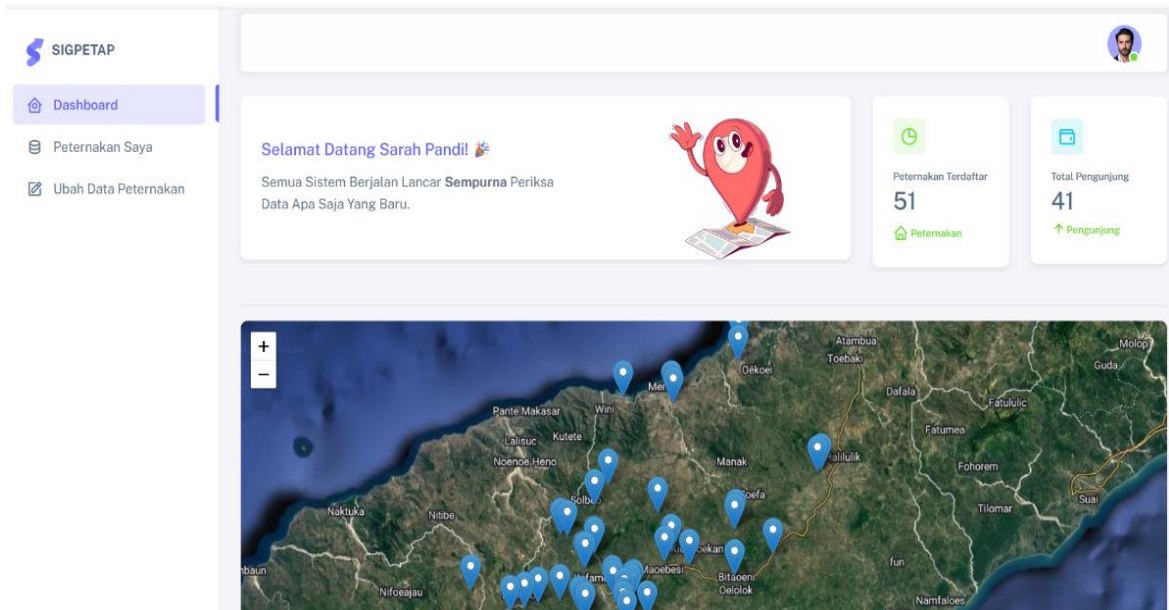 SIGPETAP
Dashboard
Peternakan Saya
Ubah Data Peternakan
Selamat Datang Sarah Pandi! 🎉
Semua Sistem Berjalan Lancar Sempurna Periksa
Data Apa Saja Yang Baru.
Peternakan Terdaftar
51
Peternakan
Total Pengunjung
41
Pengunjung
+
−
Atambua
Toebaki
Molop
Guda
Oekoei
Dafala
Fatululic
Pante Makasar
Wini
Fatumea
Lalisuc
Kutete
Noenoe Heno
Manak
Halilulik
Fohorem
Suai
Naktuka
Nitibe
Tilomar
Maoebesi
Bitaoeni
Oelolok
fun
Nifoeajau
Namfaloes